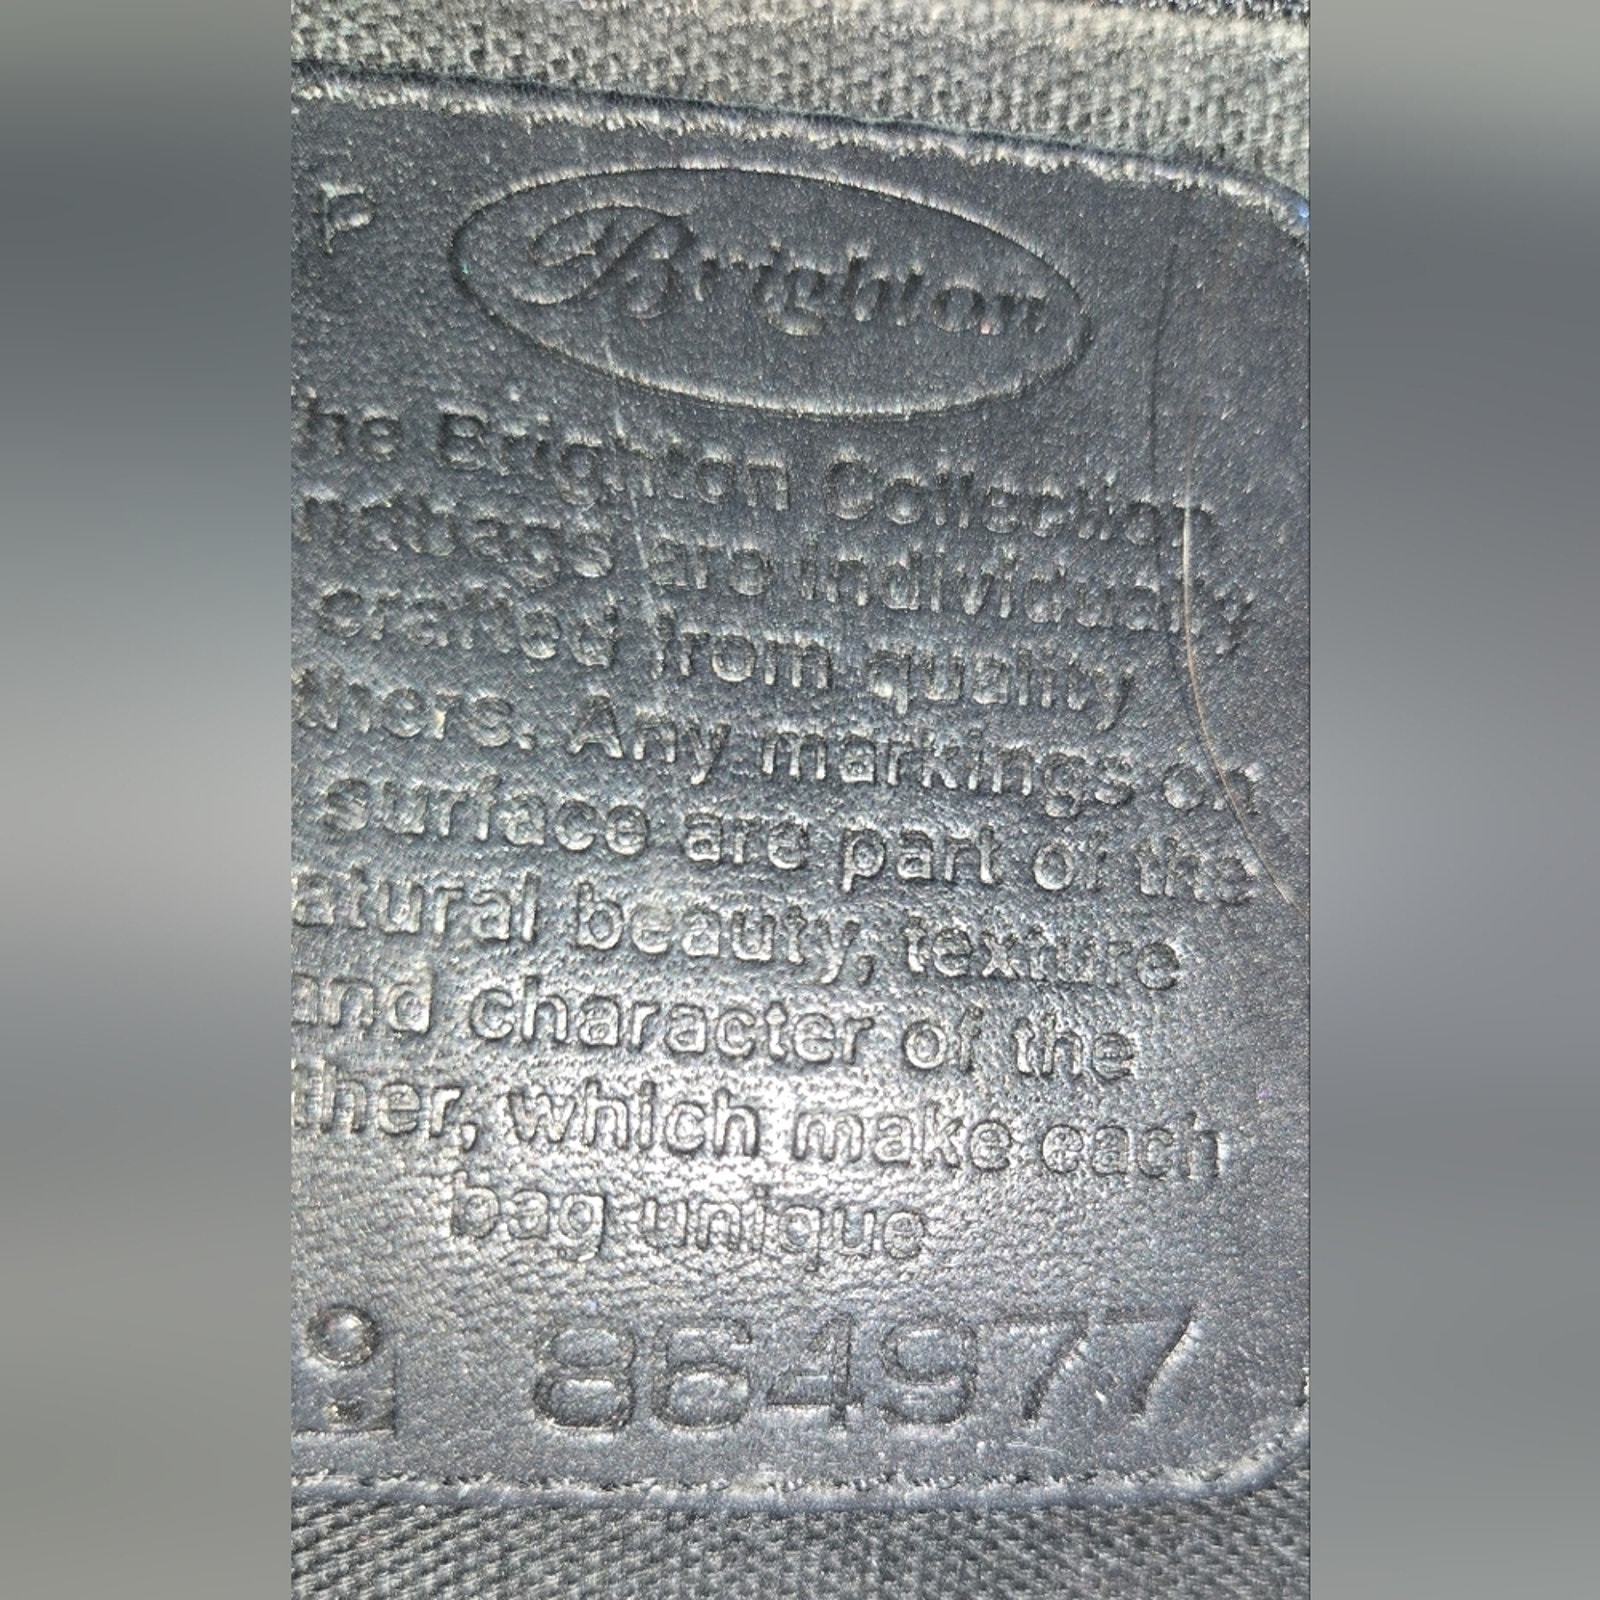 F
Brighton
he Brighton Collection
ndbags are individually
crafted from quality
thers. Any markings on
surface are part of the
atural beauty, texture
and character of the
ther, which make each
bag unique
864977